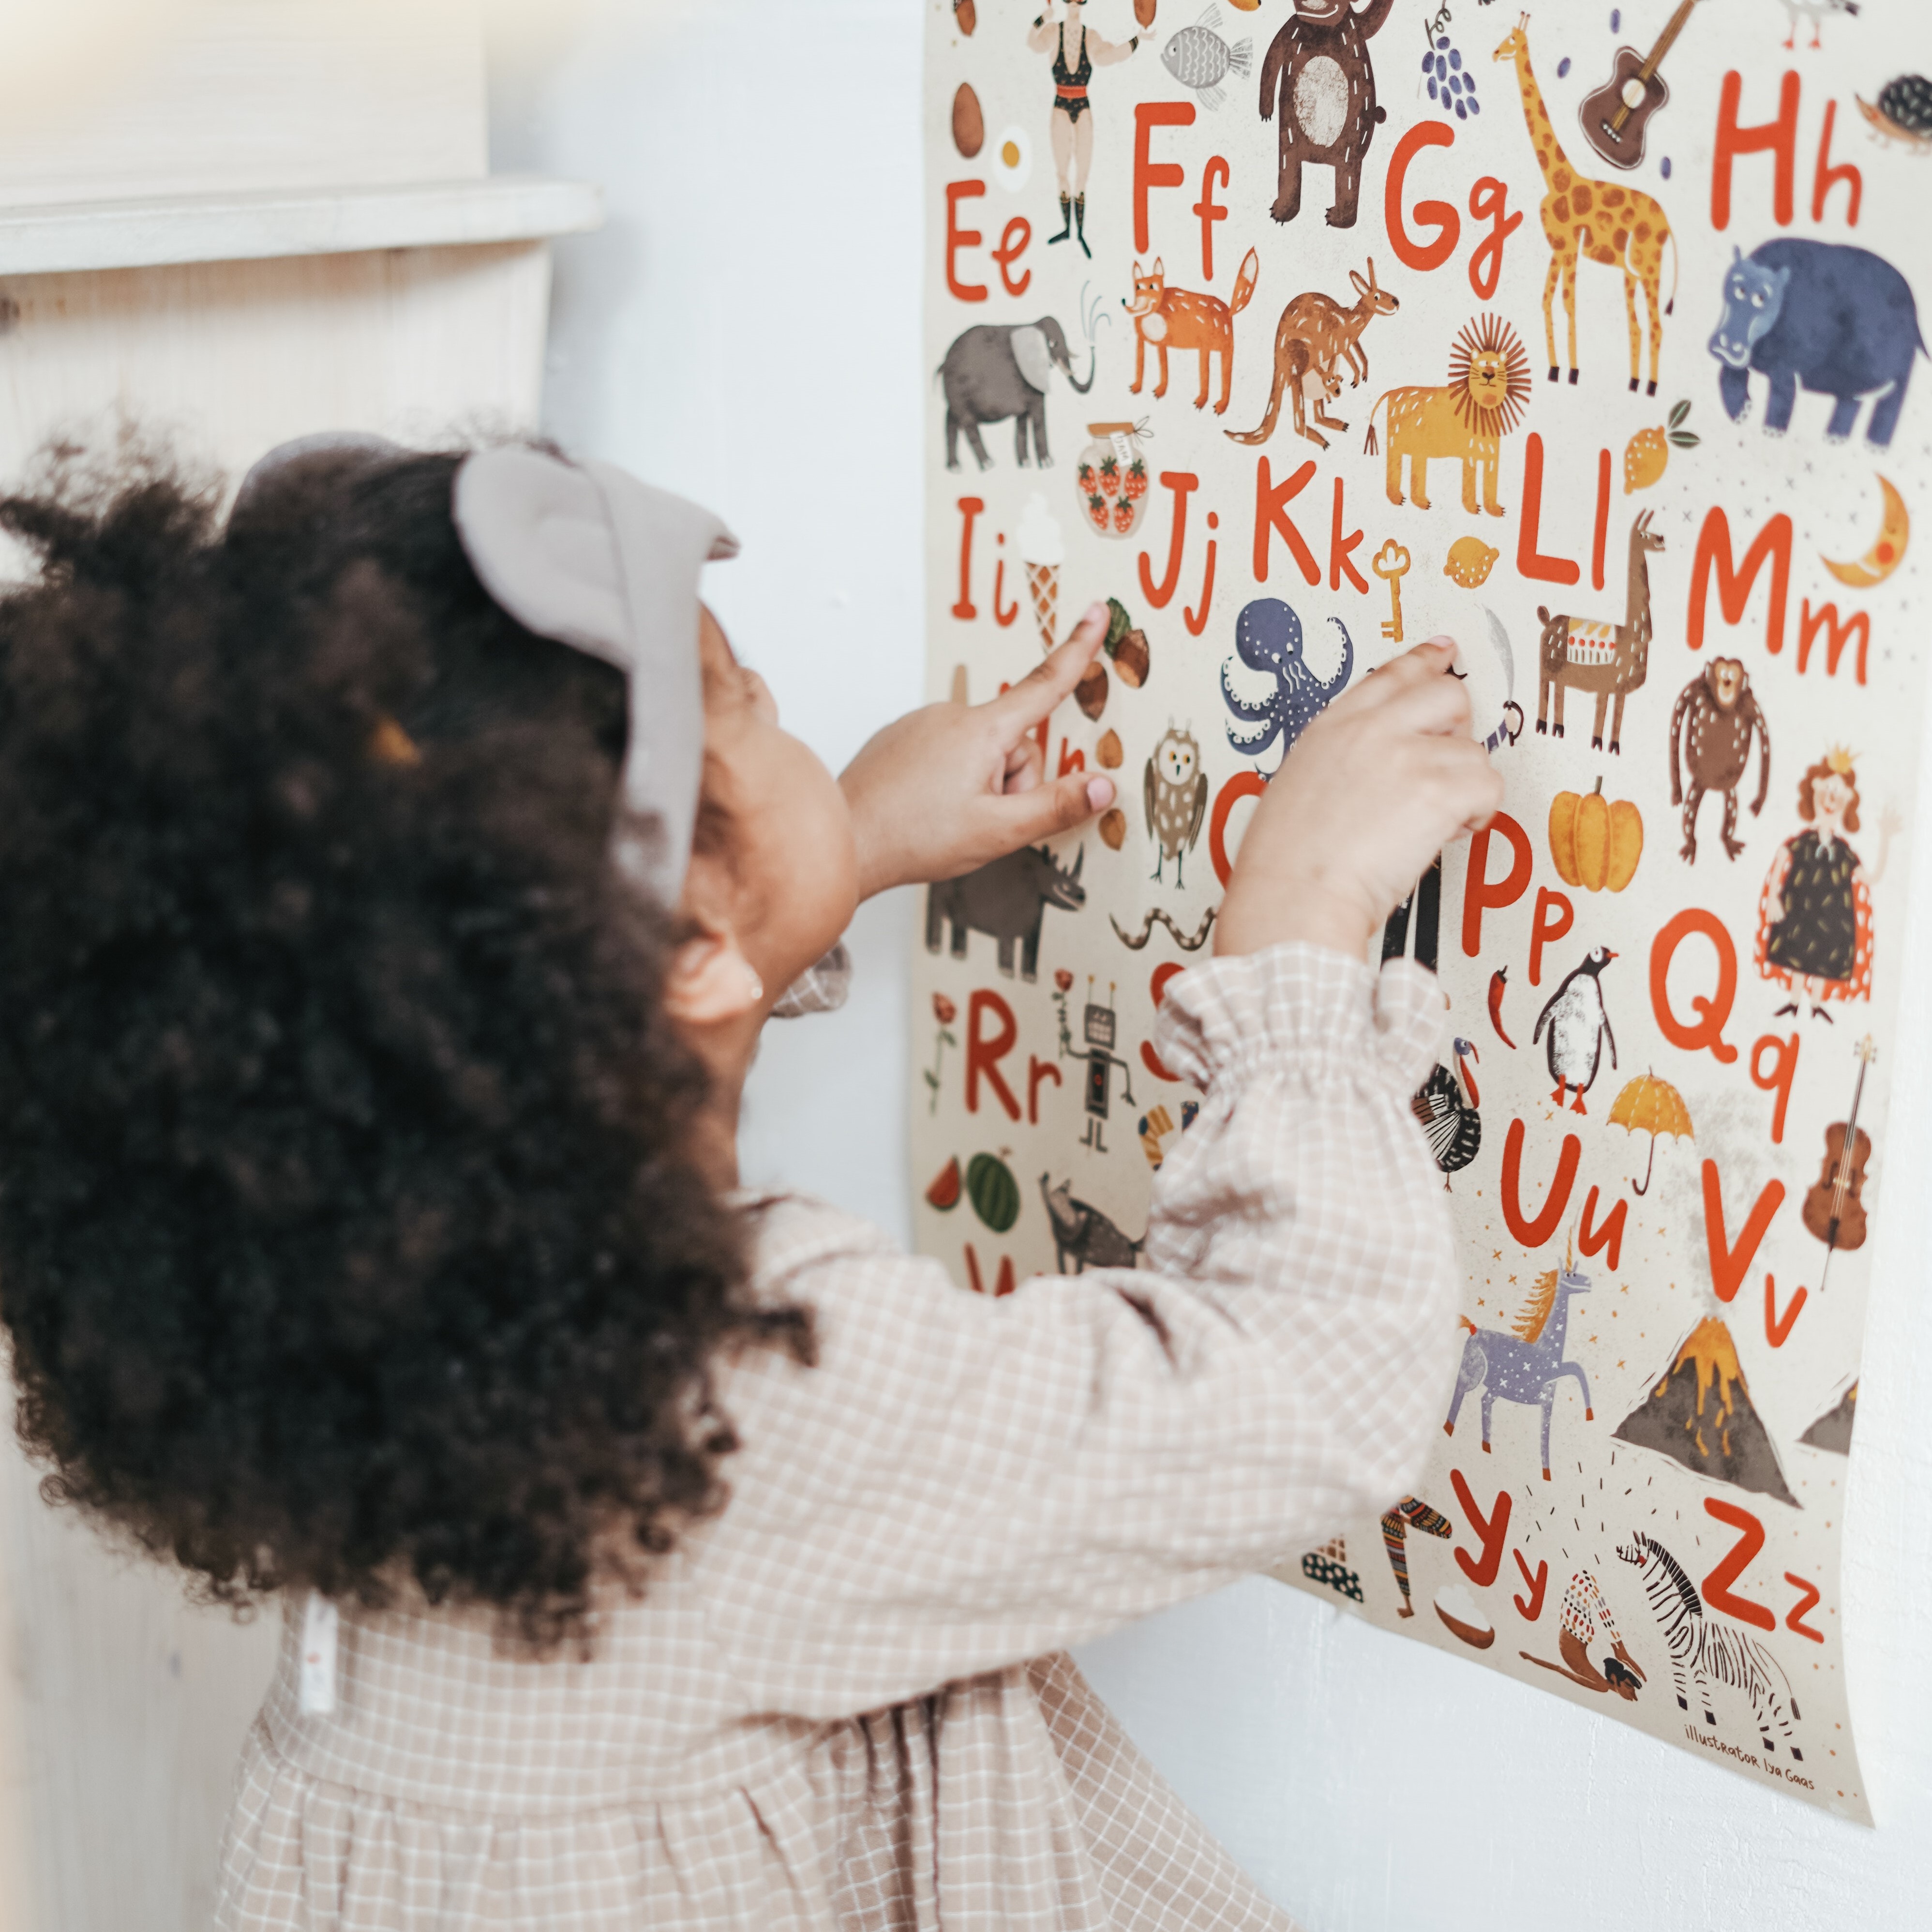 Ee
Ff
Gg
Hh
JAM
Ii
Jj
Kk
Ll
Mm
Pp
Qq
Rr
Uu
Vv
Yy
Zz
illustrator Iya Gaas